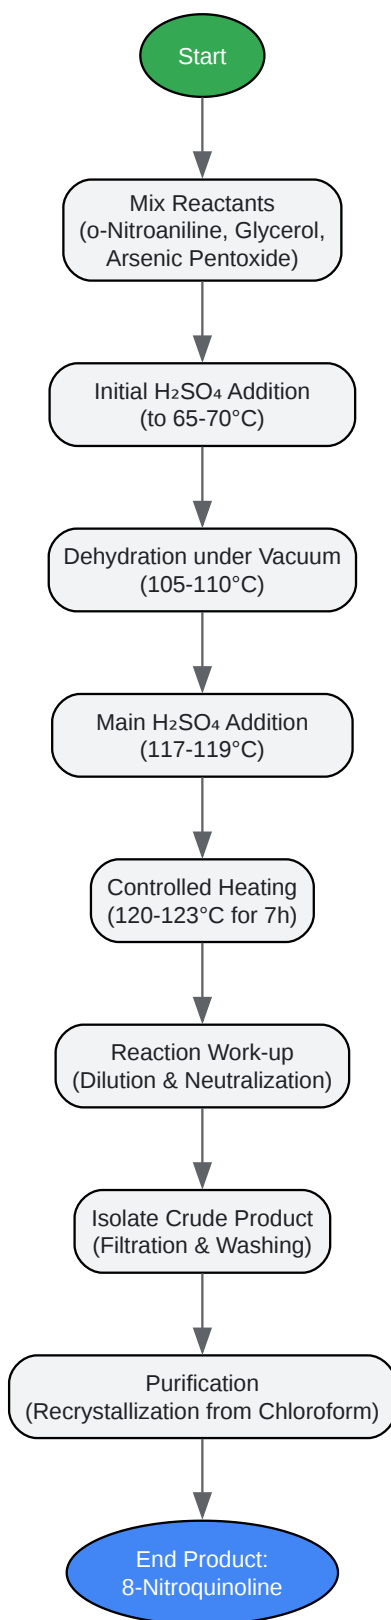 Start
Mix Reactants
(o-Nitroaniline, Glycerol,
Arsenic Pentoxide)
Initial H₂SO₄ Addition
(to 65-70°C)
Dehydration under Vacuum
(105-110°C)
Main H₂SO₄ Addition
(117-119°C)
Controlled Heating
(120-123°C for 7h)
Reaction Work-up
(Dilution & Neutralization)
Isolate Crude Product
(Filtration & Washing)
Purification
(Recrystallization from Chloroform)
End Product:
8-Nitroquinoline